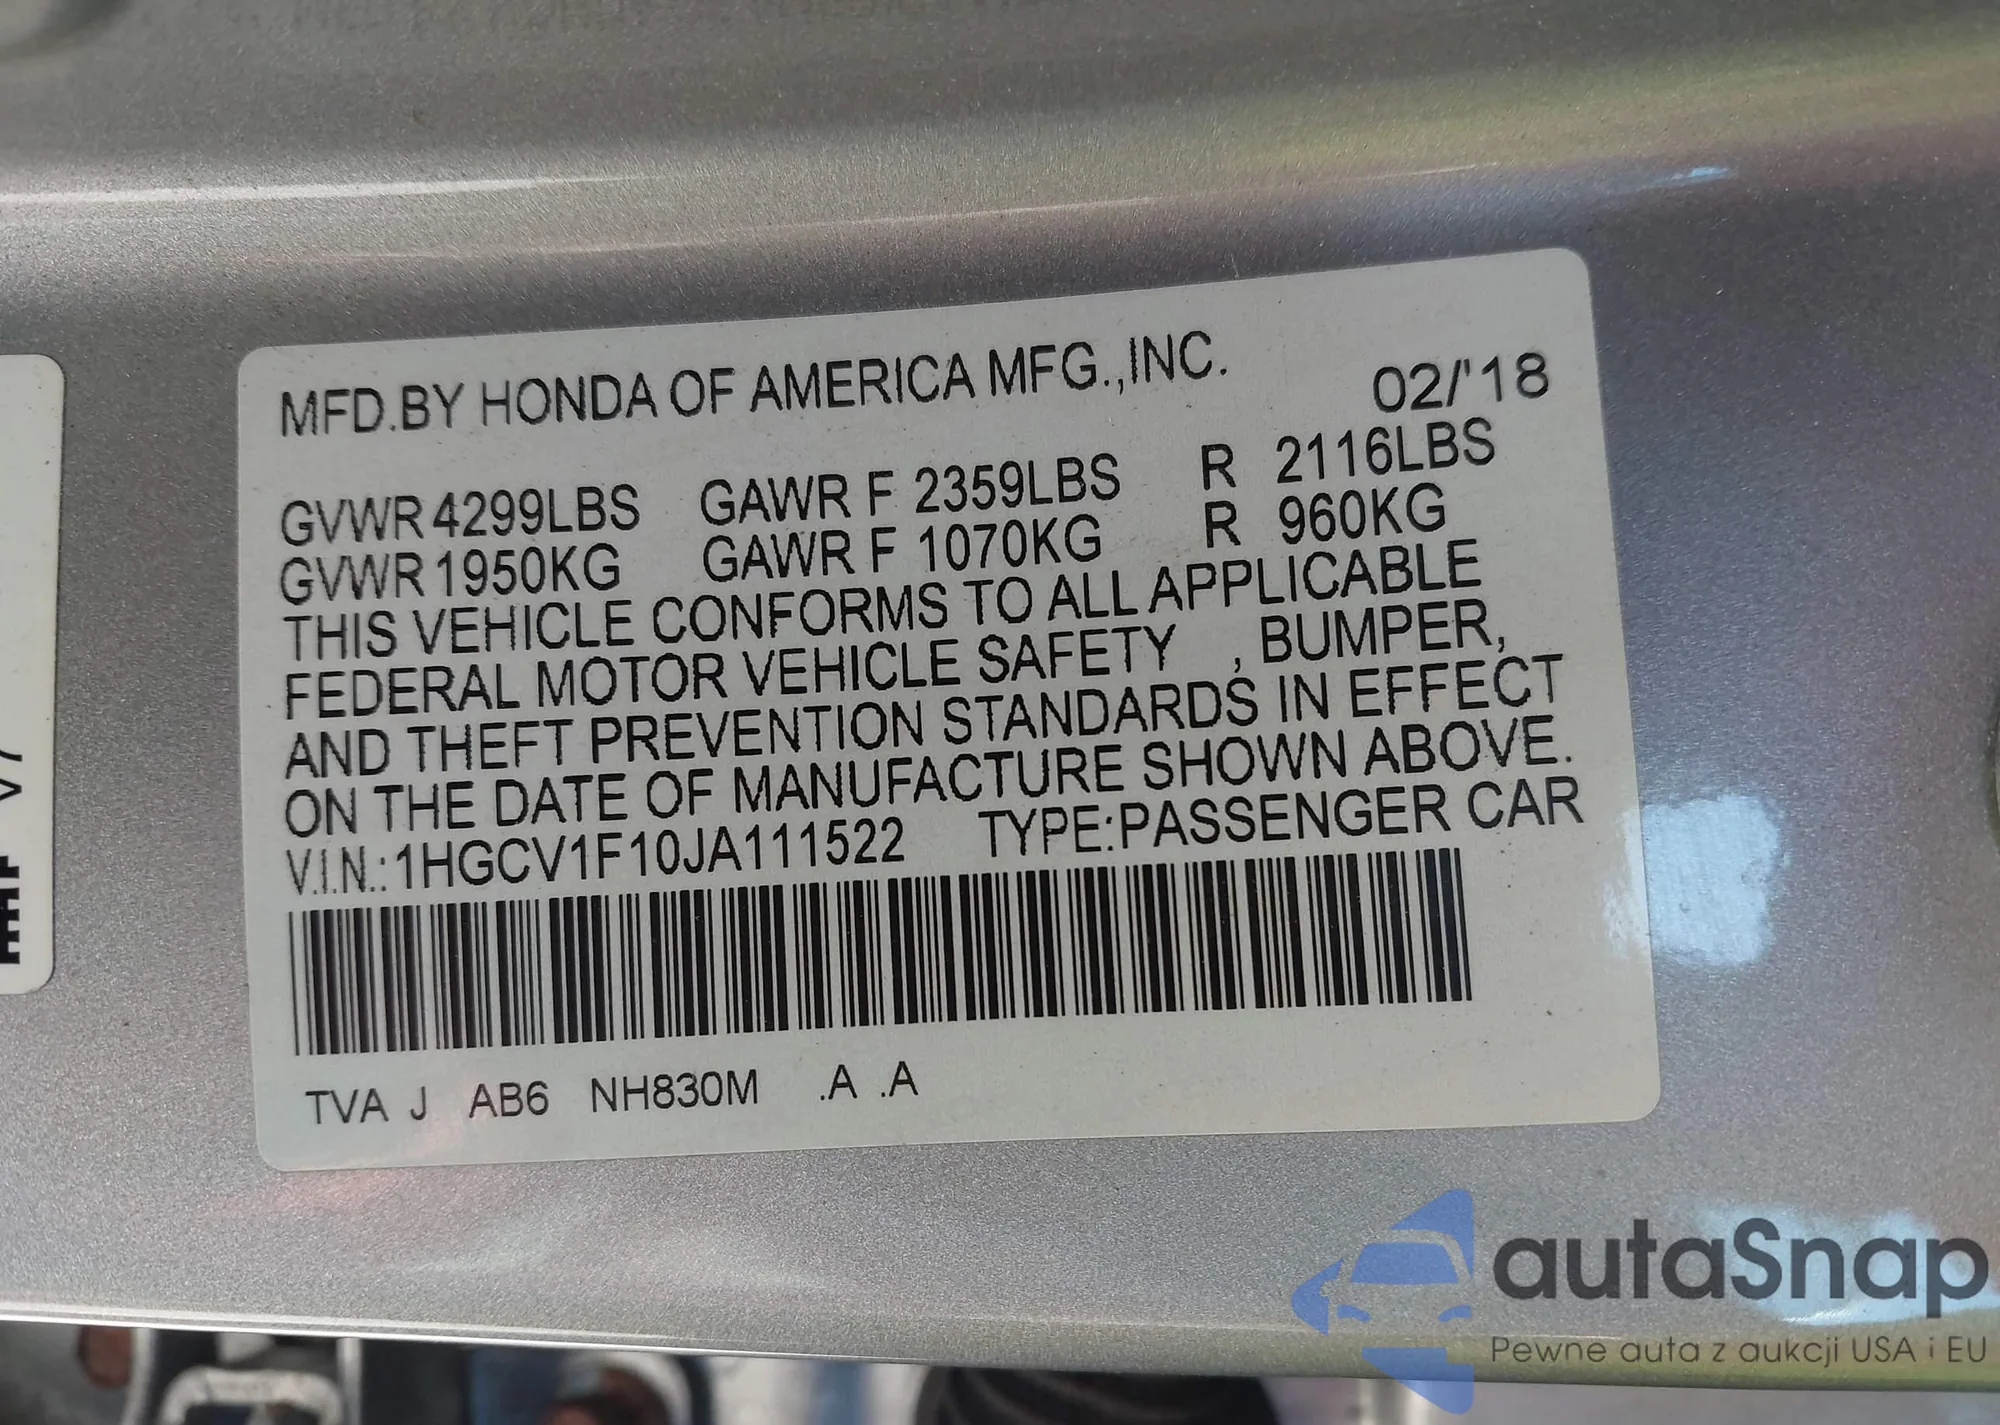 MFD.BY HONDA OF AMERICA MFG.,INC. 02/'18
GVWR 4299LBS GAWR F 2359LBS R 2116LBS
GVWR 1950KG GAWR F 1070KG R 960KG
THIS VEHICLE CONFORMS TO ALL APPLICABLE
FEDERAL MOTOR VEHICLE SAFETY , BUMPER,
AND THEFT PREVENTION STANDARDS IN EFFECT
ON THE DATE OF MANUFACTURE SHOWN ABOVE.
V.I.N.: 1HGCV1F10JA111522 TYPE:PASSENGER CAR
TVA J AB6 NH830M .A .A
autaSnap
Pewne auta z aukcji USA i EU